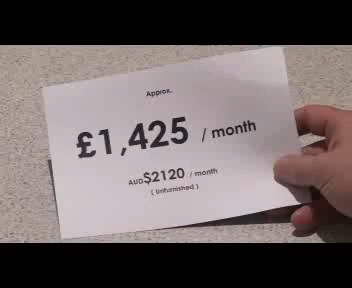 Approx.
£1,425 / month
AUD$2120 / month
( Unfurnished )